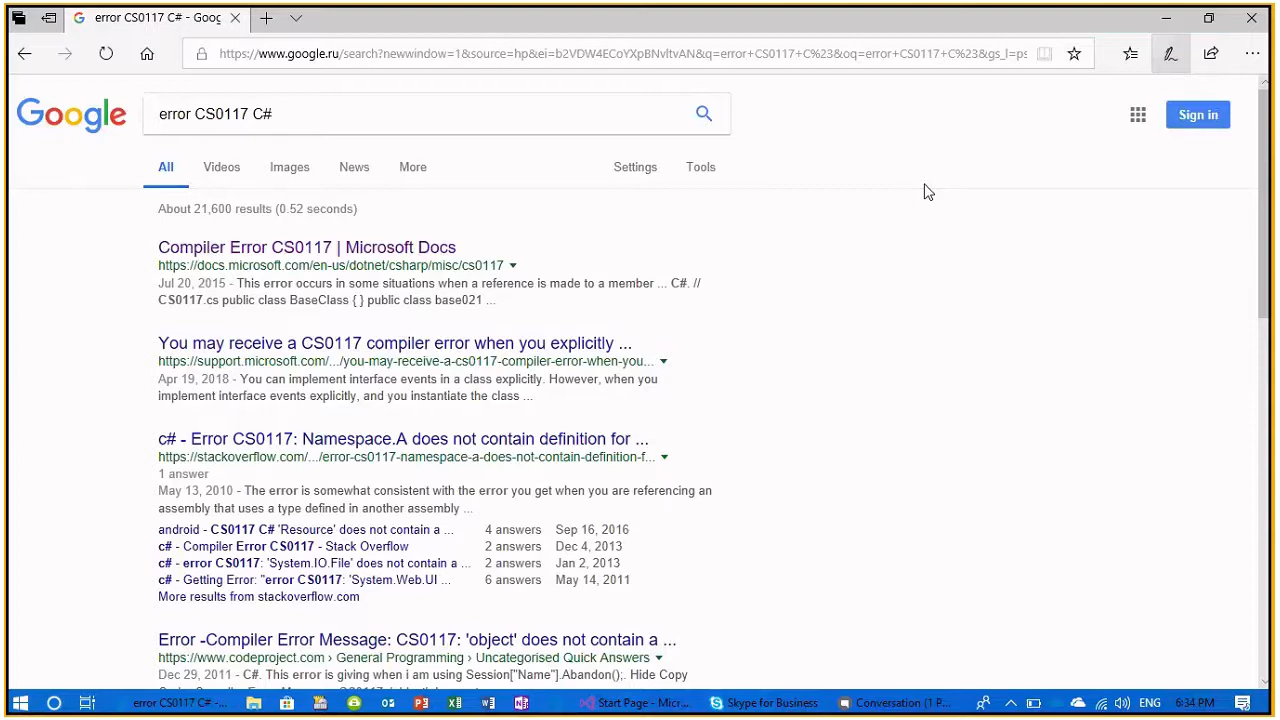 error CS0117 C# - Goog
https://www.google.ru/search?newwindow=1&source=hp&ei=b2VDW4ECoYXpBNvltvAN&q=error+CS0117+C%23&oq=error+CS0117+C%23&gs_l=ps
Google
error CS0117 C#
Sign in
All Videos Images News More Settings Tools
About 21,600 results (0.52 seconds)
Compiler Error CS0117 | Microsoft Docs
https://docs.microsoft.com/en-us/dotnet/csharp/misc/cs0117
Jul 20, 2015 - This error occurs in some situations when a reference is made to a member ... C#. //
CS0117.cs public class BaseClass { } public class base021 ...
You may receive a CS0117 compiler error when you explicitly ...
https://support.microsoft.com/.../you-may-receive-a-cs0117-compiler-error-when-you...
Apr 19, 2018 - You can implement interface events in a class explicitly. However, when you
implement interface events explicitly, and you instantiate the class ...
c# - Error CS0117: Namespace.A does not contain definition for ...
https://stackoverflow.com/.../error-cs0117-namespace-a-does-not-contain-definition-f...
1 answer
May 13, 2010 - The error is somewhat consistent with the error you get when you are referencing an
assembly that uses a type defined in another assembly ...
android - CS0117 C# 'Resource' does not contain a ... 4 answers Sep 16, 2016
c# - Compiler Error CS0117 - Stack Overflow 2 answers Dec 4, 2013
c# - error CS0117: 'System.IO.File' does not contain a ... 2 answers Jan 2, 2013
c# - Getting Error: "error CS0117: 'System.Web.UI ... 6 answers May 14, 2011
More results from stackoverflow.com
Error -Compiler Error Message: CS0117: 'object' does not contain a ...
https://www.codeproject.com › General Programming › Uncategorised Quick Answers
Dec 29, 2011 - C#. This error is giving when i am using Session["Name"].Abandon();. Hide Copy
error CS0117 C# -... Start Page - Micr... Skype for Business Conversation (1 P... ENG 6:34 PM